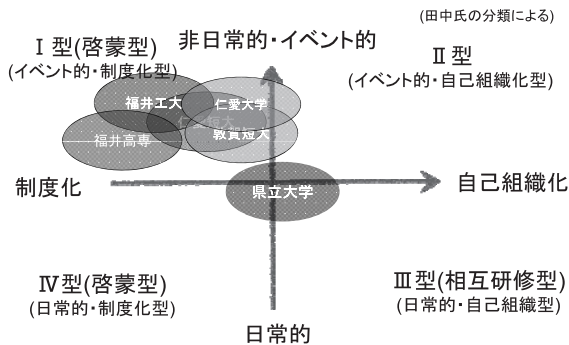 (田中氏の分類による)
Ⅰ型(啓蒙型)
(イベント的・制度化型)
非日常的・イベント的
Ⅱ型
(イベント的・自己組織化型)
福井工大
仁愛大学
仁愛短大
敦賀短大
福井高専
制度化
県立大学
自己組織化
Ⅳ型(啓蒙型)
(日常的・制度化型)
Ⅲ型(相互研修型)
(日常的・自己組織型)
日常的